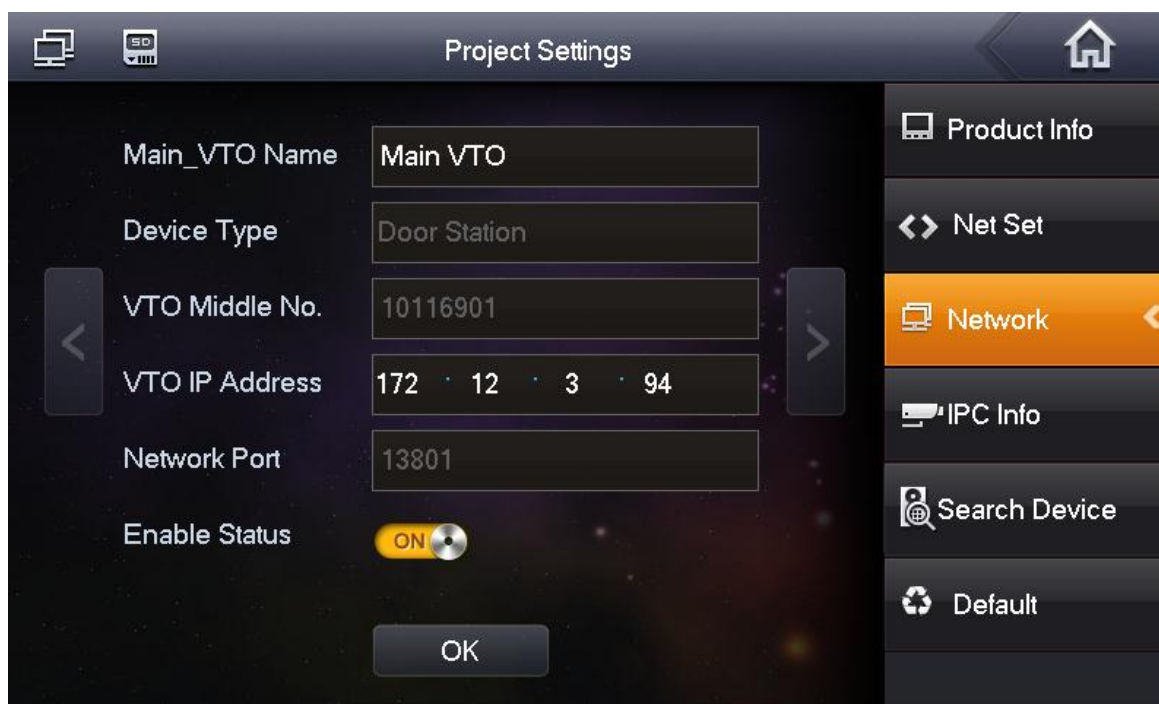 SD
Project Settings
Main_VTO Name
Main VTO
Device Type
Door Station
VTO Middle No.
10116901
VTO IP Address
172 . 12 . 3 . 94
Network Port
13801
Enable Status
ON
OK
Product Info
Net Set
Network
IPC Info
Search Device
Default